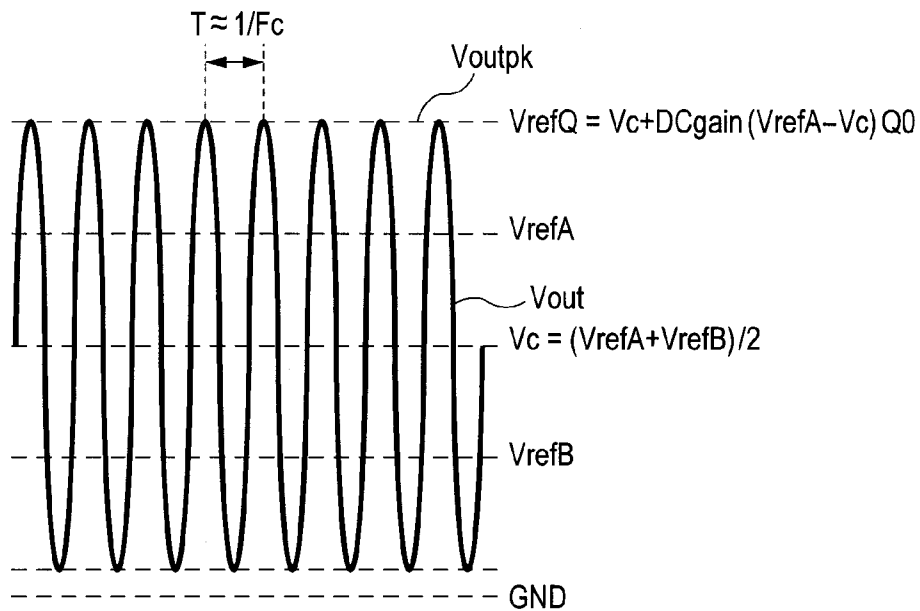 T ≈ 1/Fc
Voutpk
VrefQ = Vc+DCgain (VrefA−Vc) Q0
VrefA
Vout
Vc = (VrefA+VrefB)/2
VrefB
GND